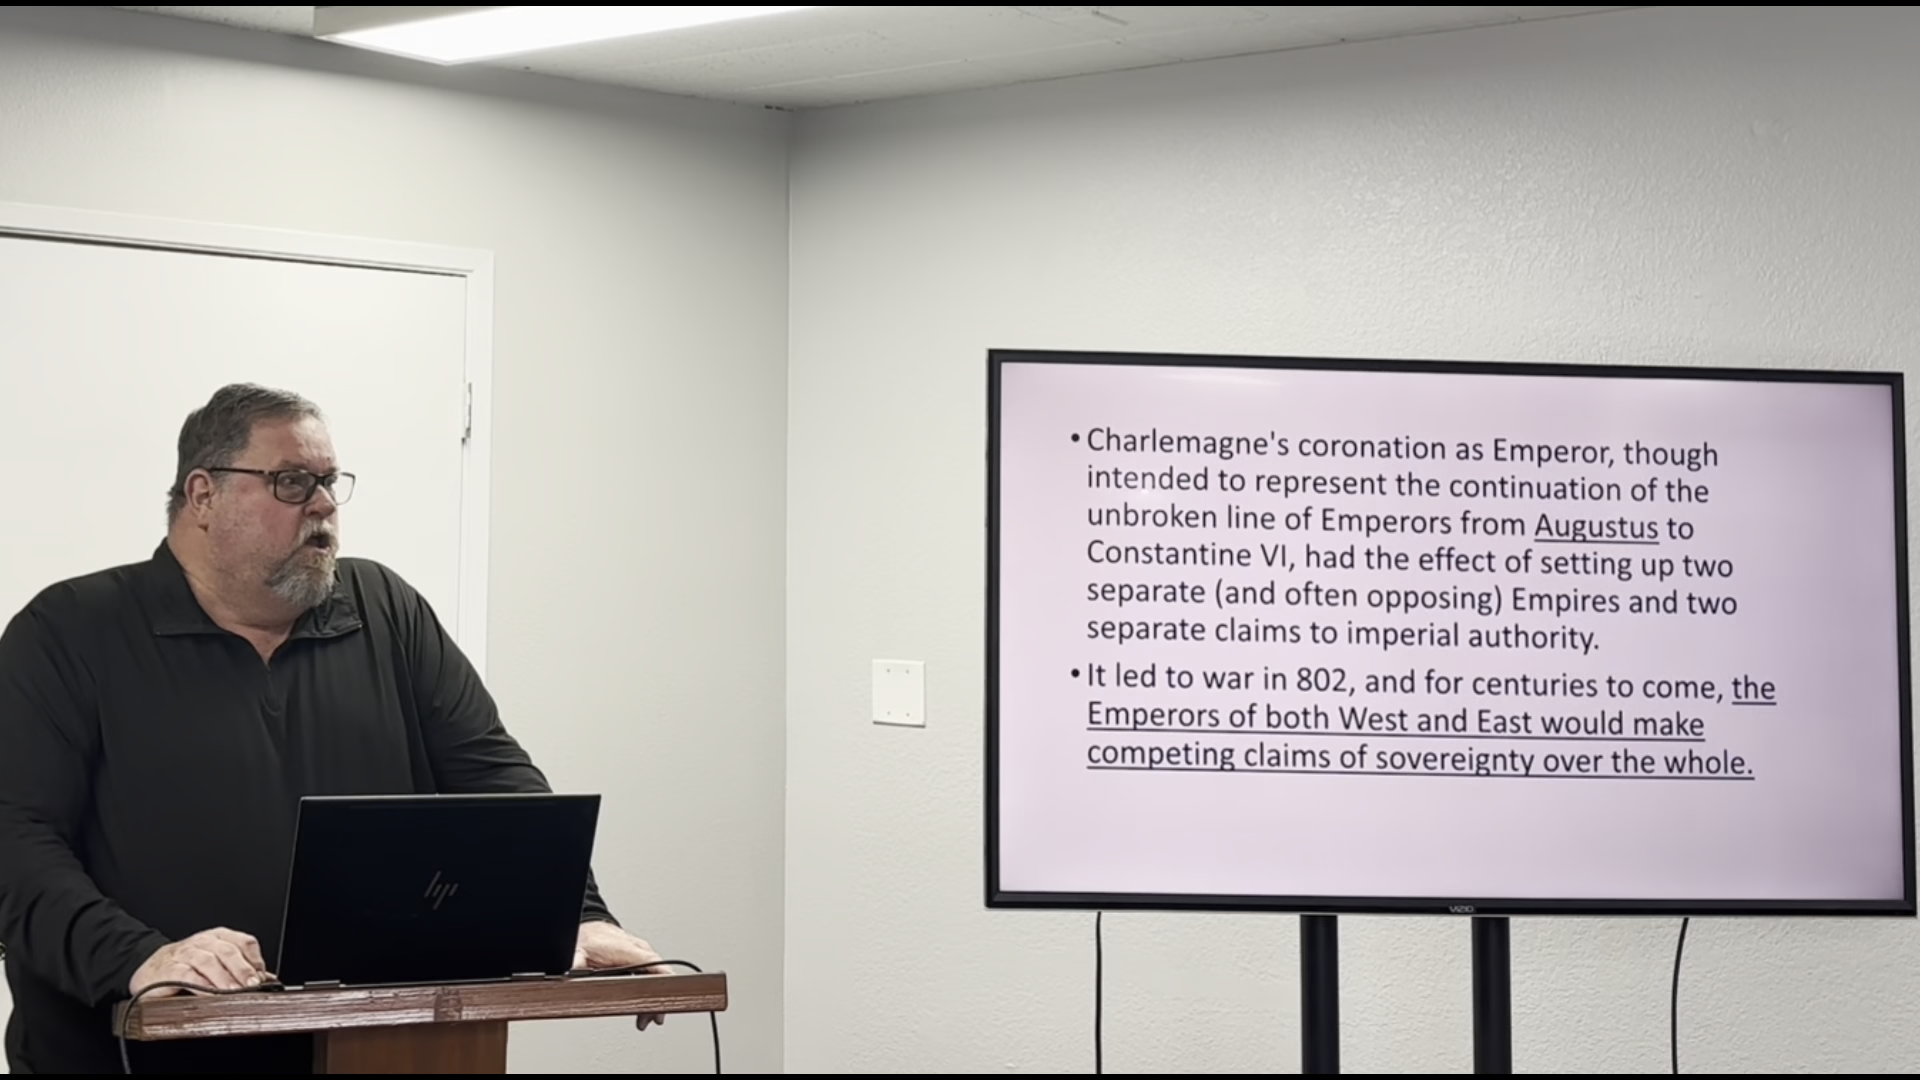 • Charlemagne's coronation as Emperor, though
intended to represent the continuation of the
unbroken line of Emperors from Augustus to
Constantine VI, had the effect of setting up two
separate (and often opposing) Empires and two
separate claims to imperial authority.
• It led to war in 802, and for centuries to come, the
Emperors of both West and East would make
competing claims of sovereignty over the whole.
VIZIO
hp